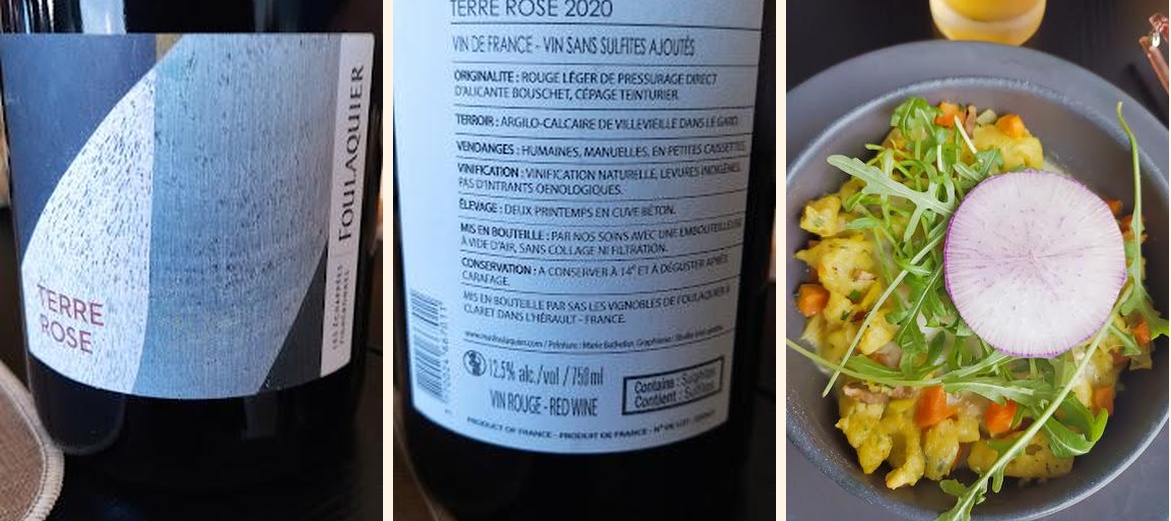 TERRE
ROSE
FOULAQUIER
TERRE ROSE 2020
VIN DE FRANCE - VIN SANS SULFITES AJOUTÉS
ORIGINALITE : ROUGE LÉGER DE PRESSURAGE DIRECT
D'ALICANTE BOUSCHET, CÉPAGE TEINTURIER.
TERROIR : ARGILO-CALCAIRE DE VILLEVIEILLE DANS LE GARD.
VENDANGES : HUMAINES, MANUELLES, EN PETITES CAISSETTES.
VINIFICATION : VINIFICATION NATURELLE, LEVURES INDIGÈNES,
PAS D'INTRANTS OENOLOGIQUES.
ÉLEVAGE : DEUX PRINTEMPS EN CUVE BÉTON.
MIS EN BOUTEILLE : PAR NOS SOINS AVEC UNE EMBOUTEILLEUSE
À VIDE D'AIR, SANS COLLAGE NI FILTRATION.
CONSERVATION : A CONSERVER À 14° ET À DÉGUSTER APRÈS
CARAFAGE.
MIS EN BOUTEILLE PAR SAS LES VIGNOBLES DE FOULAQUIER À
CLARET DANS L'HÉRAULT - FRANCE.
12.5% alc./vol / 750 ml
VIN ROUGE - RED WINE
Contains : Sulphites
Contient : Sulfites
PRODUCT OF FRANCE - PRODUIT DE FRANCE - N° DE LOT :